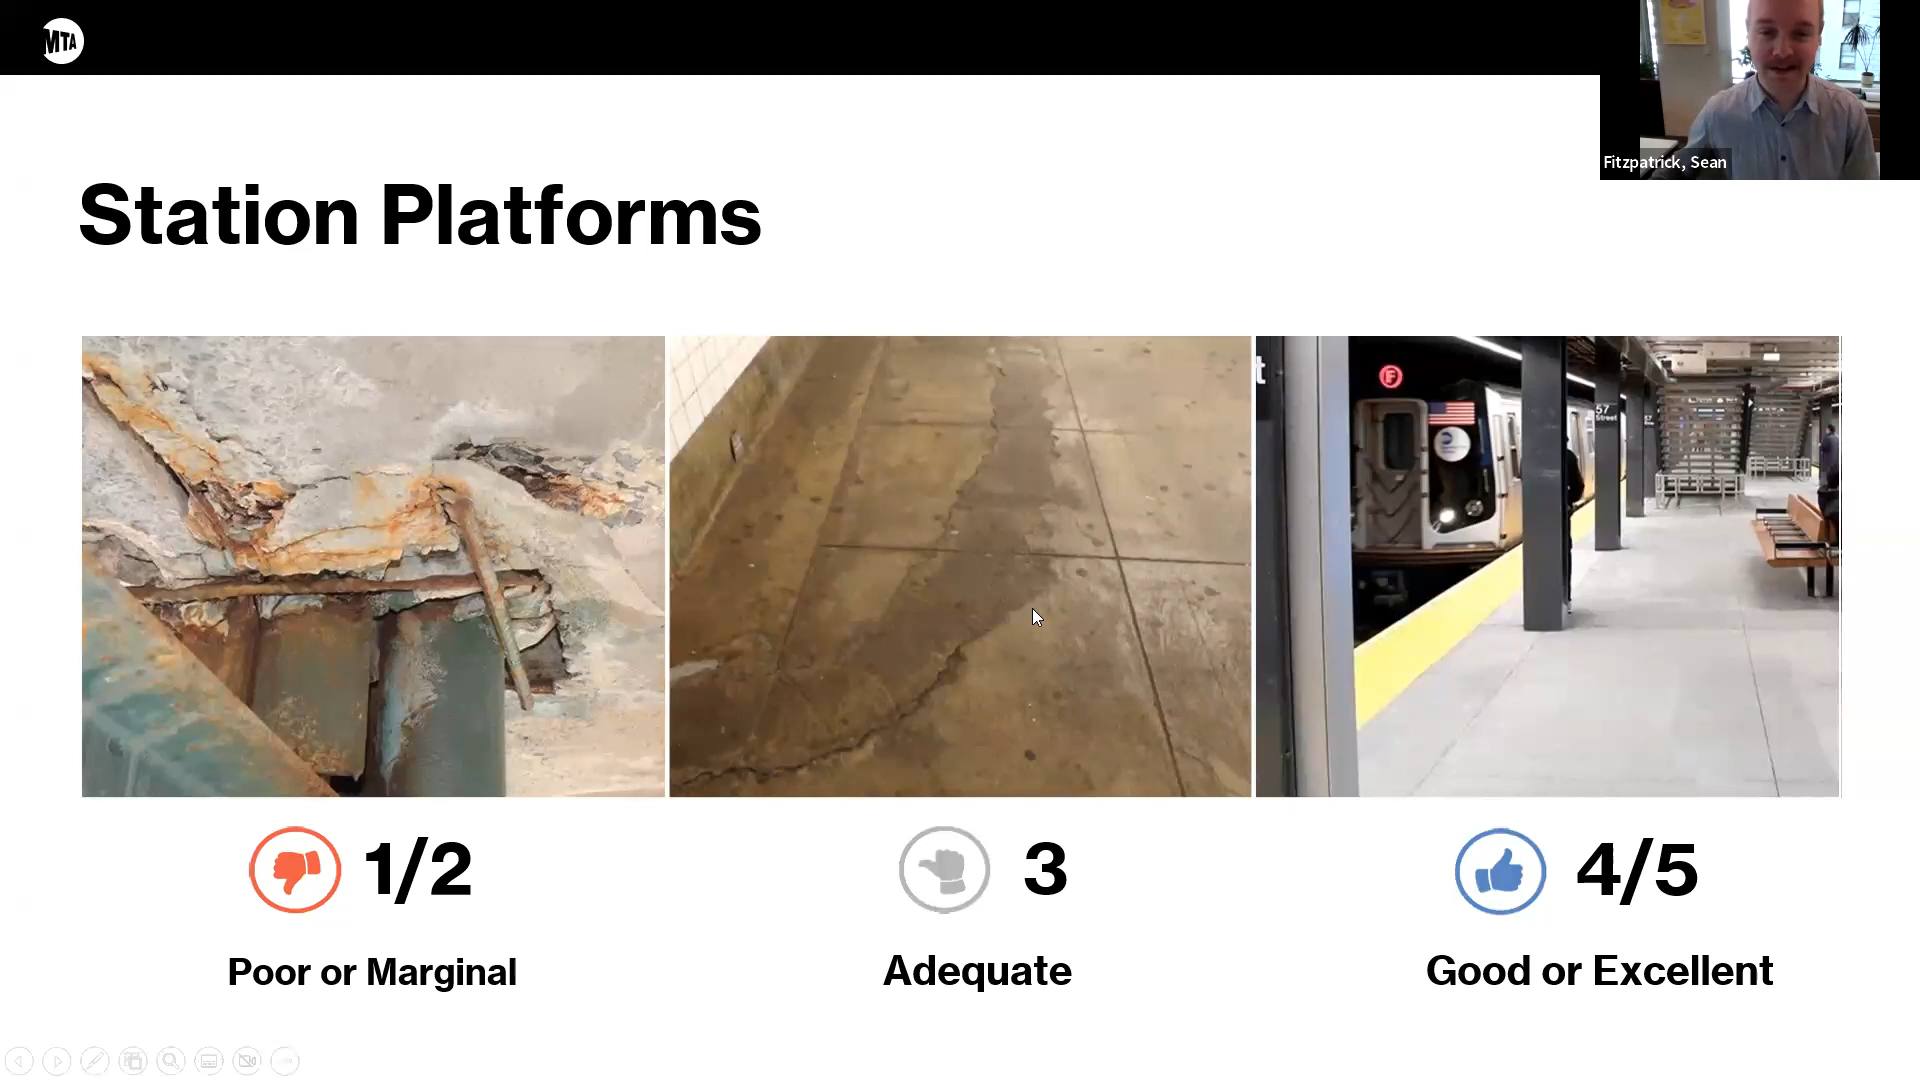 MTA
Fitzpatrick, Sean
Station Platforms
t
F
57
Street
57
1/2
3
4/5
Poor or Marginal
Adequate
Good or Excellent